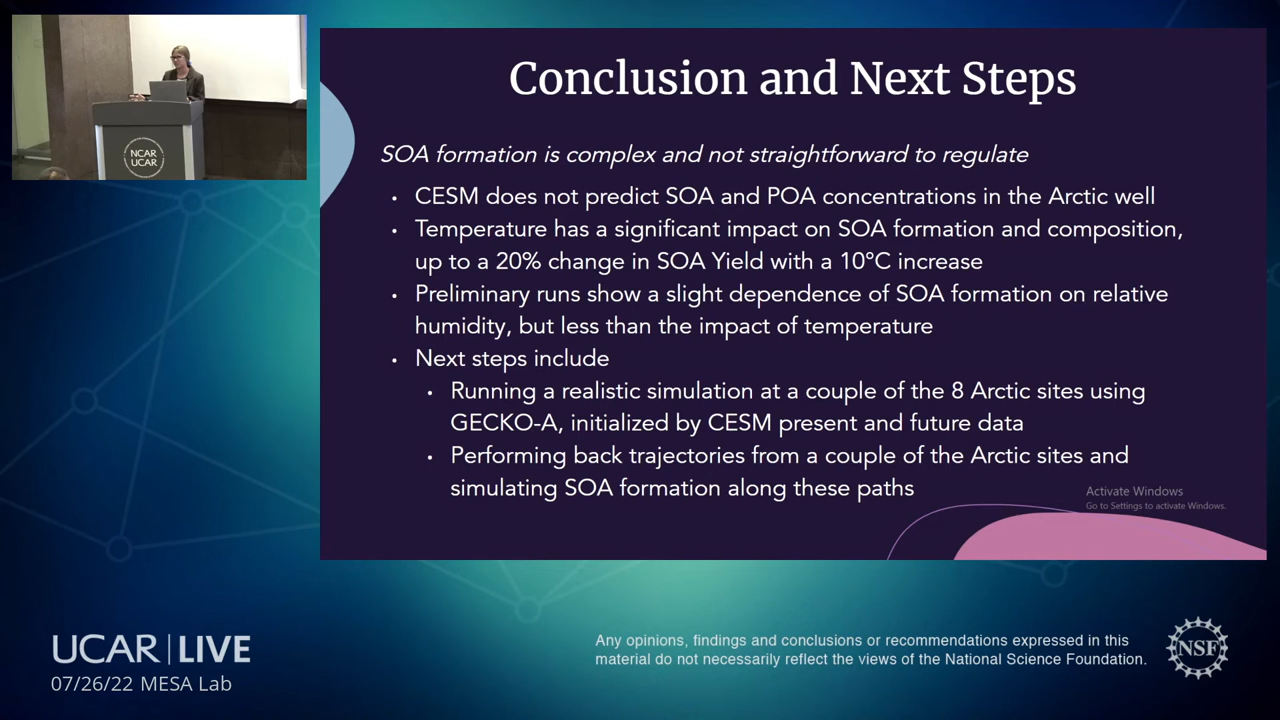 NCAR
UCAR
Conclusion and Next Steps
SOA formation is complex and not straightforward to regulate
• CESM does not predict SOA and POA concentrations in the Arctic well
• Temperature has a significant impact on SOA formation and composition,
up to a 20% change in SOA Yield with a 10°C increase
• Preliminary runs show a slight dependence of SOA formation on relative
humidity, but less than the impact of temperature
• Next steps include
• Running a realistic simulation at a couple of the 8 Arctic sites using
GECKO-A, initialized by CESM present and future data
• Performing back trajectories from a couple of the Arctic sites and
simulating SOA formation along these paths
Activate Windows
Go to Settings to activate Windows.
UCAR | LIVE
07/26/22 MESA Lab
Any opinions, findings and conclusions or recommendations expressed in this
material do not necessarily reflect the views of the National Science Foundation.
NSF